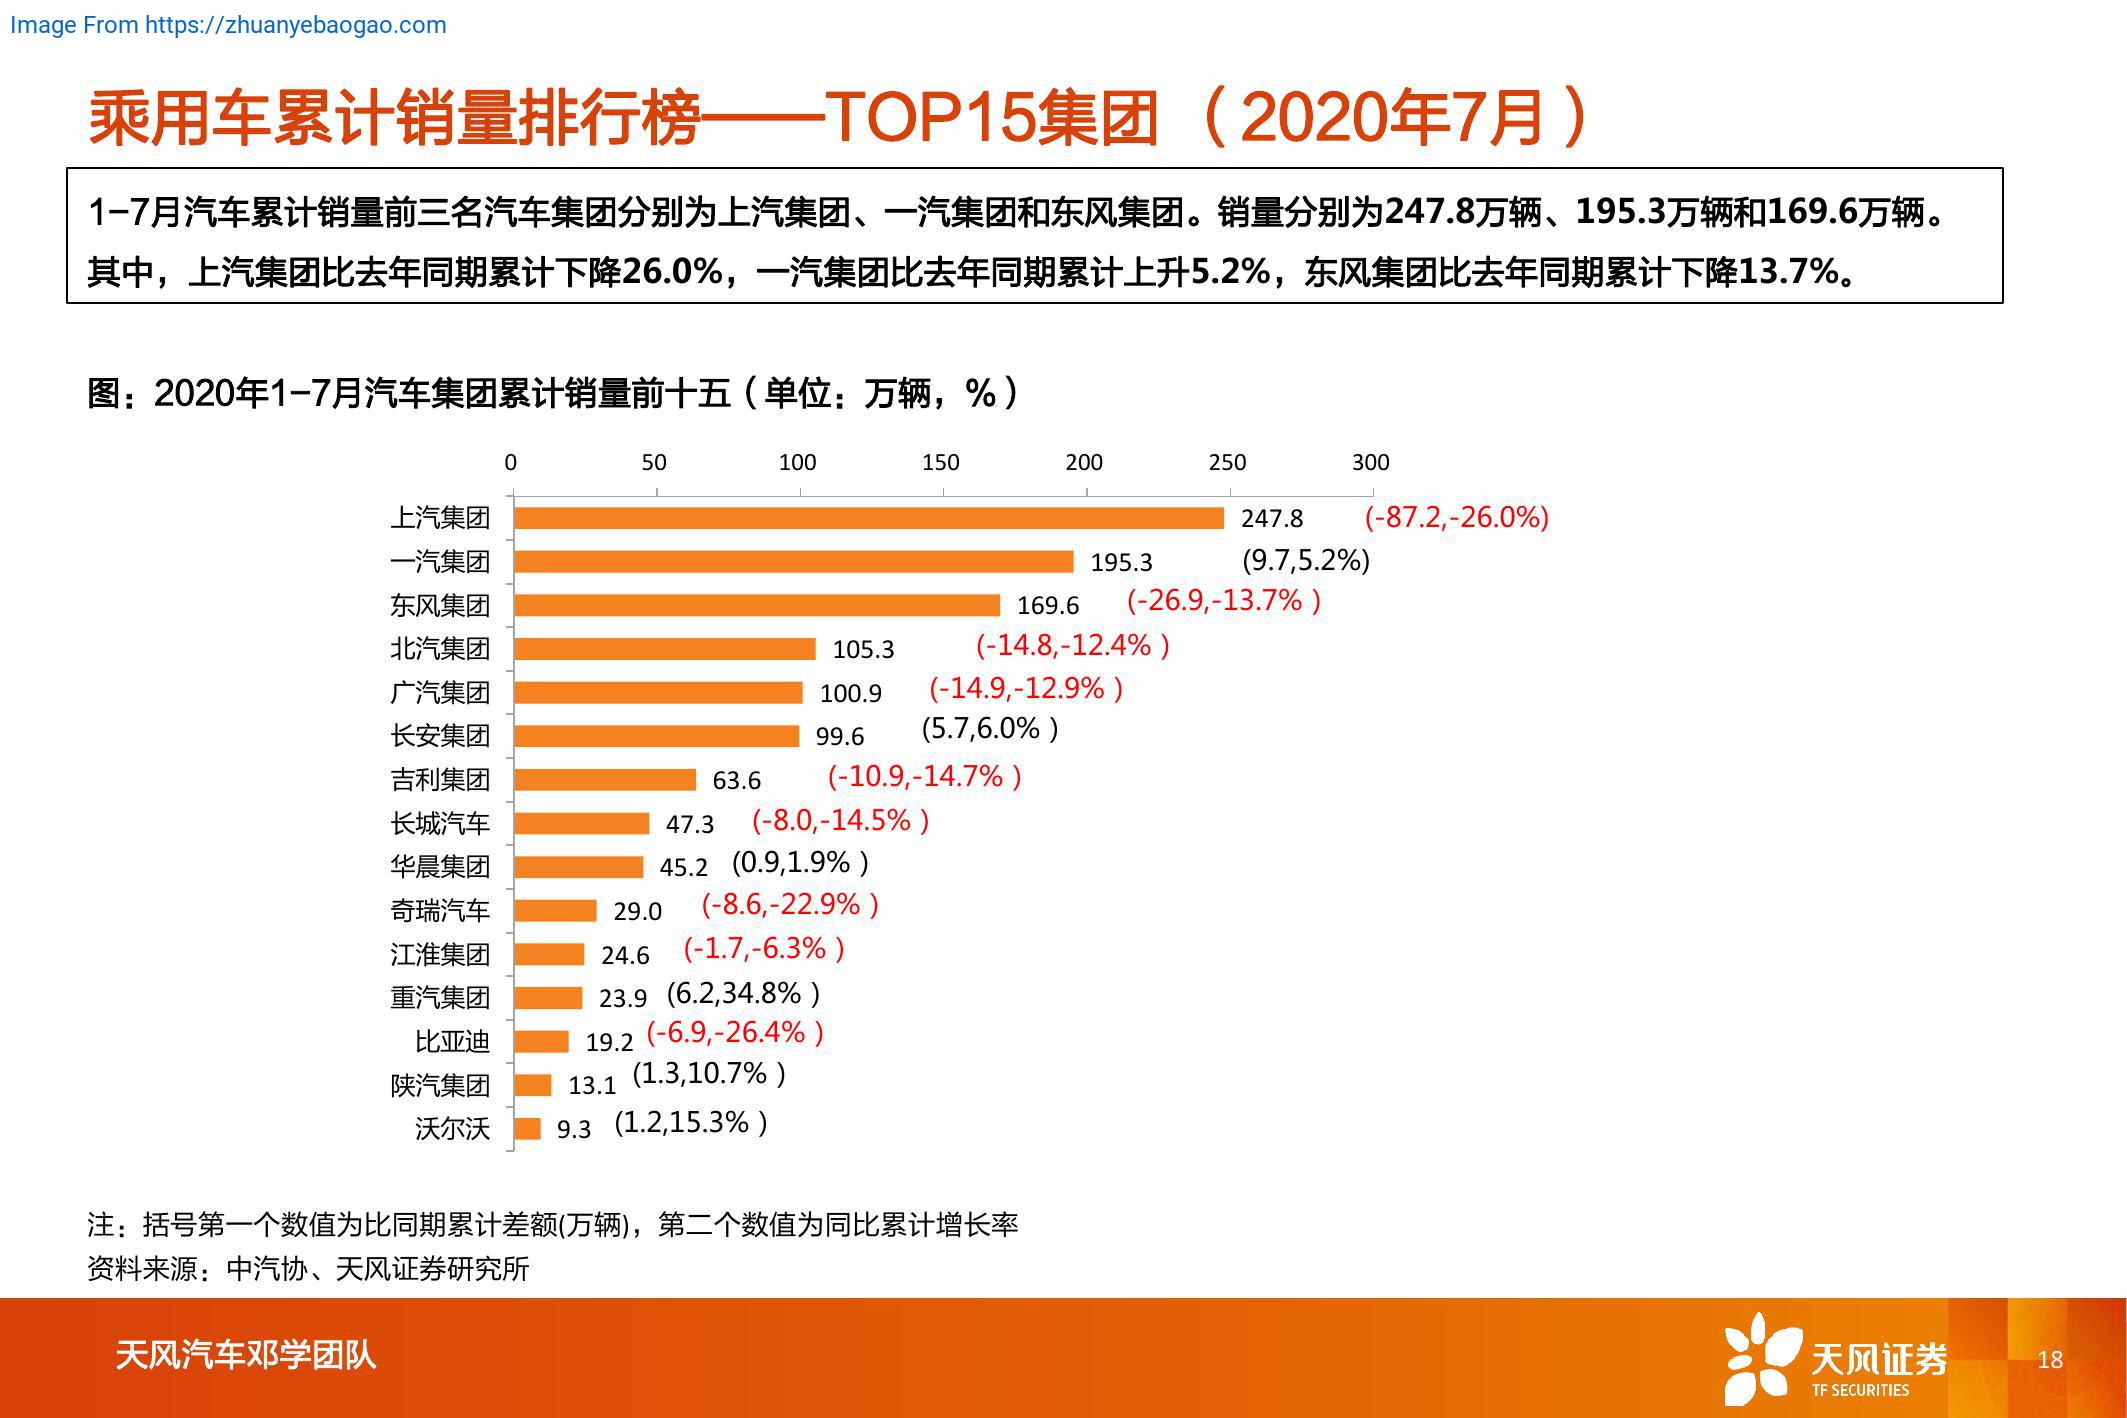 Image From https://zhuanyebaogao.com
乘用车累计销量排行榜——TOP15集团（2020年7月）
1-7月汽车累计销量前三名汽车集团分别为上汽集团、一汽集团和东风集团。销量分别为247.8万辆、195.3万辆和169.6万辆。
其中，上汽集团比去年同期累计下降26.0%，一汽集团比去年同期累计上升5.2%，东风集团比去年同期累计下降13.7%。
图：2020年1-7月汽车集团累计销量前十五（单位：万辆，%）
0 50 100 150 200 250 300
上汽集团 247.8 (-87.2,-26.0%)
一汽集团 195.3 (9.7,5.2%)
东风集团 169.6 (-26.9,-13.7%）
北汽集团 105.3 (-14.8,-12.4%）
广汽集团 100.9 (-14.9,-12.9%）
长安集团 99.6 (5.7,6.0%）
吉利集团 63.6 (-10.9,-14.7%）
长城汽车 47.3 (-8.0,-14.5%）
华晨集团 45.2 (0.9,1.9%）
奇瑞汽车 29.0 (-8.6,-22.9%）
江淮集团 24.6 (-1.7,-6.3%）
重汽集团 23.9 (6.2,34.8%）
比亚迪 19.2 (-6.9,-26.4%）
陕汽集团 13.1 (1.3,10.7%）
沃尔沃 9.3 (1.2,15.3%）
注：括号第一个数值为比同期累计差额(万辆)，第二个数值为同比累计增长率
资料来源：中汽协、天风证券研究所
天风汽车邓学团队
天风证券
TF SECURITIES
18